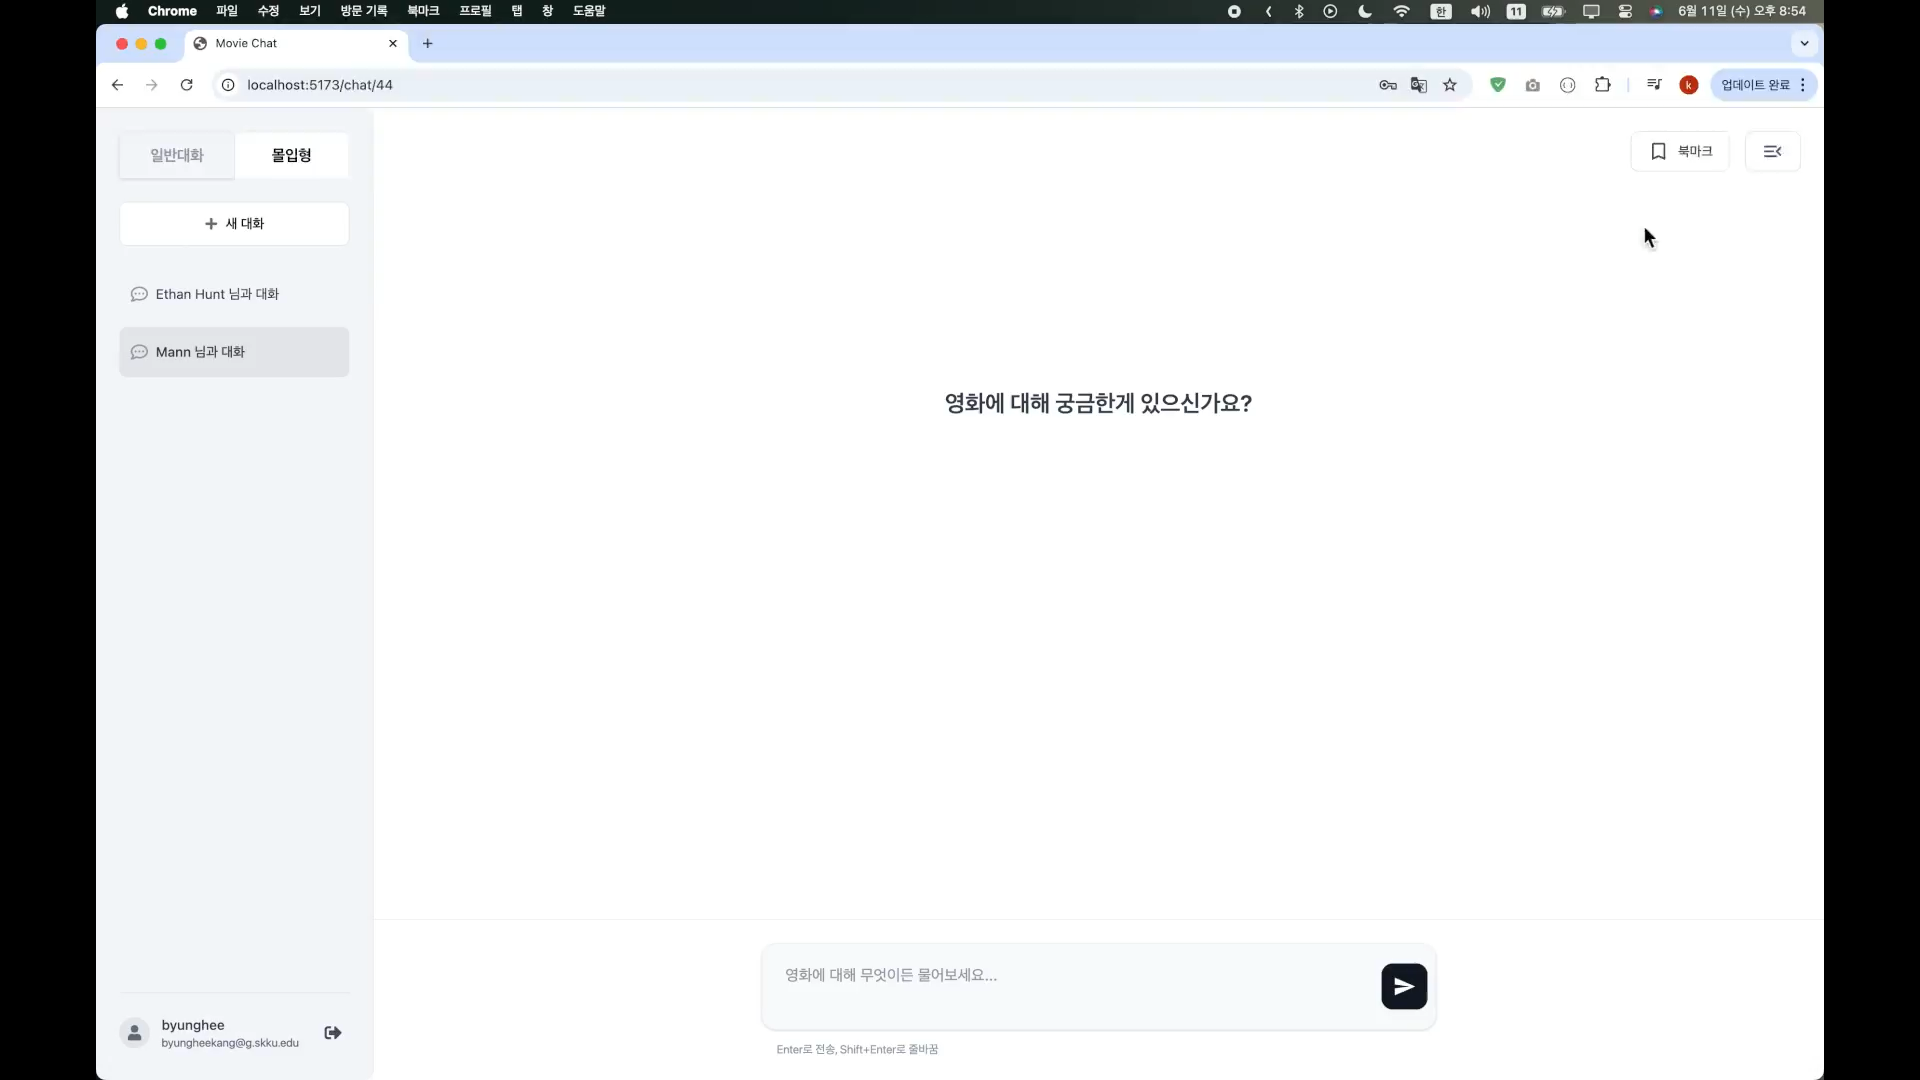 Chrome 파일 수정 보기 방문 기록 북마크 프로필 탭 창 도움말 한 11 6월 11일 (수) 오후 8:54
Movie Chat
localhost:5173/chat/44 k 업데이트 완료
일반대화 몰입형
북마크
새 대화
Ethan Hunt 님과 대화
Mann 님과 대화
영화에 대해 궁금한게 있으신가요?
영화에 대해 무엇이든 물어보세요...
Enter로 전송, Shift+Enter로 줄바꿈
byunghee
byungheekang@g.skku.edu